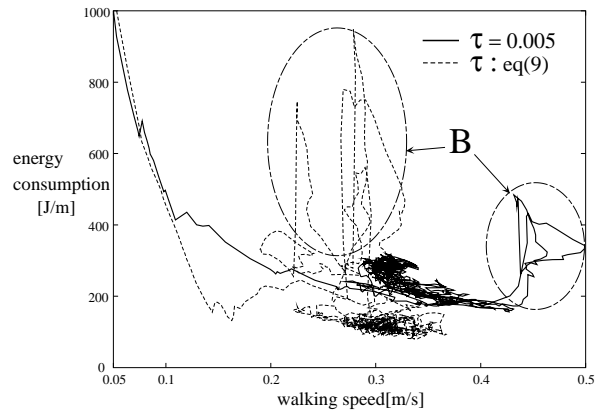 1000
800
600
400
200
0
energy
consumption
[J/m]
τ = 0.005
τ : eq(9)
B
0.05
0.1
0.2
0.3
0.4
0.5
walking speed[m/s]